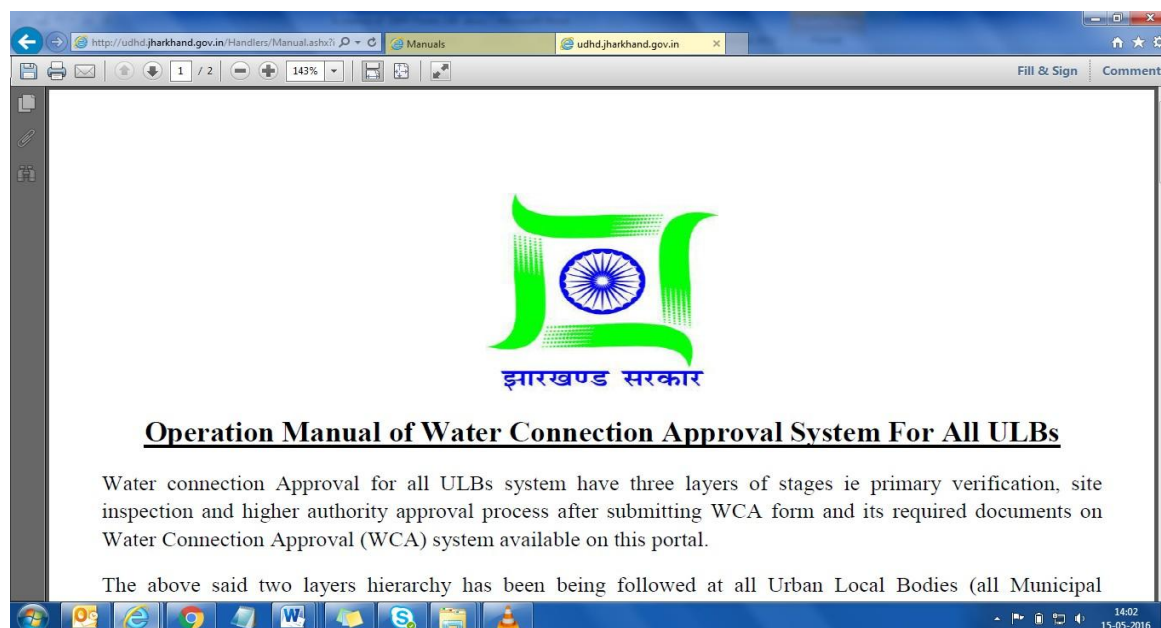 http://udhd.jharkhand.gov.in/Handlers/Manual.ashx?i
Manuals
udhd.jharkhand.gov.in
1 / 2
143%
Fill & Sign
Comment
झारखण्ड सरकार
Operation Manual of Water Connection Approval System For All ULBs
Water connection Approval for all ULBs system have three layers of stages ie primary verification, site
inspection and higher authority approval process after submitting WCA form and its required documents on
Water Connection Approval (WCA) system available on this portal.
The above said two layers hierarchy has been being followed at all Urban Local Bodies (all Municipal
14:02
15-05-2016